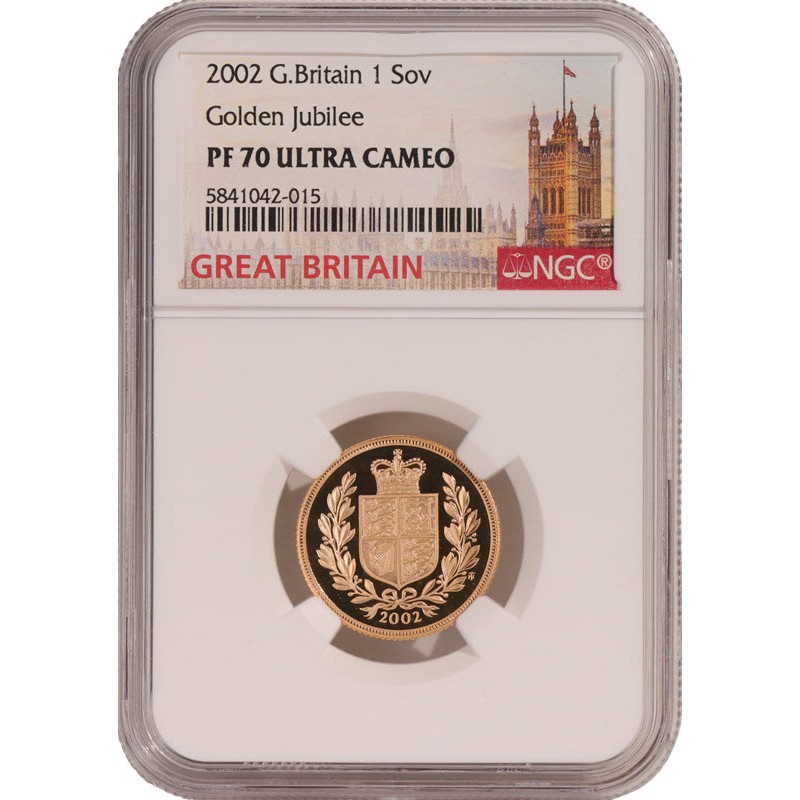 2002 G.Britain 1 Sov
Golden Jubilee
PF 70 ULTRA CAMEO
5841042-015
GREAT BRITAIN
NGC®
2002